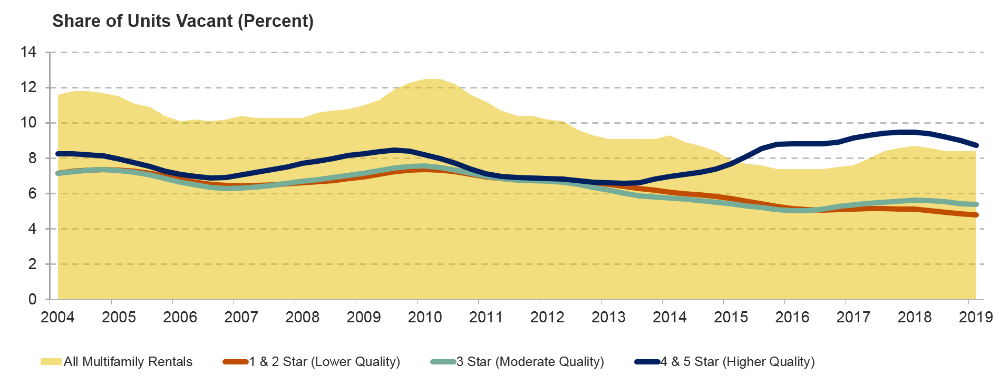 Share of Units Vacant (Percent)
14
12
10
8
6
4
2
0
2004 2005 2006 2007 2008 2009 2010 2011 2012 2013 2014 2015 2016 2017 2018 2019
All Multifamily Rentals 1 & 2 Star (Lower Quality) 3 Star (Moderate Quality) 4 & 5 Star (Higher Quality)